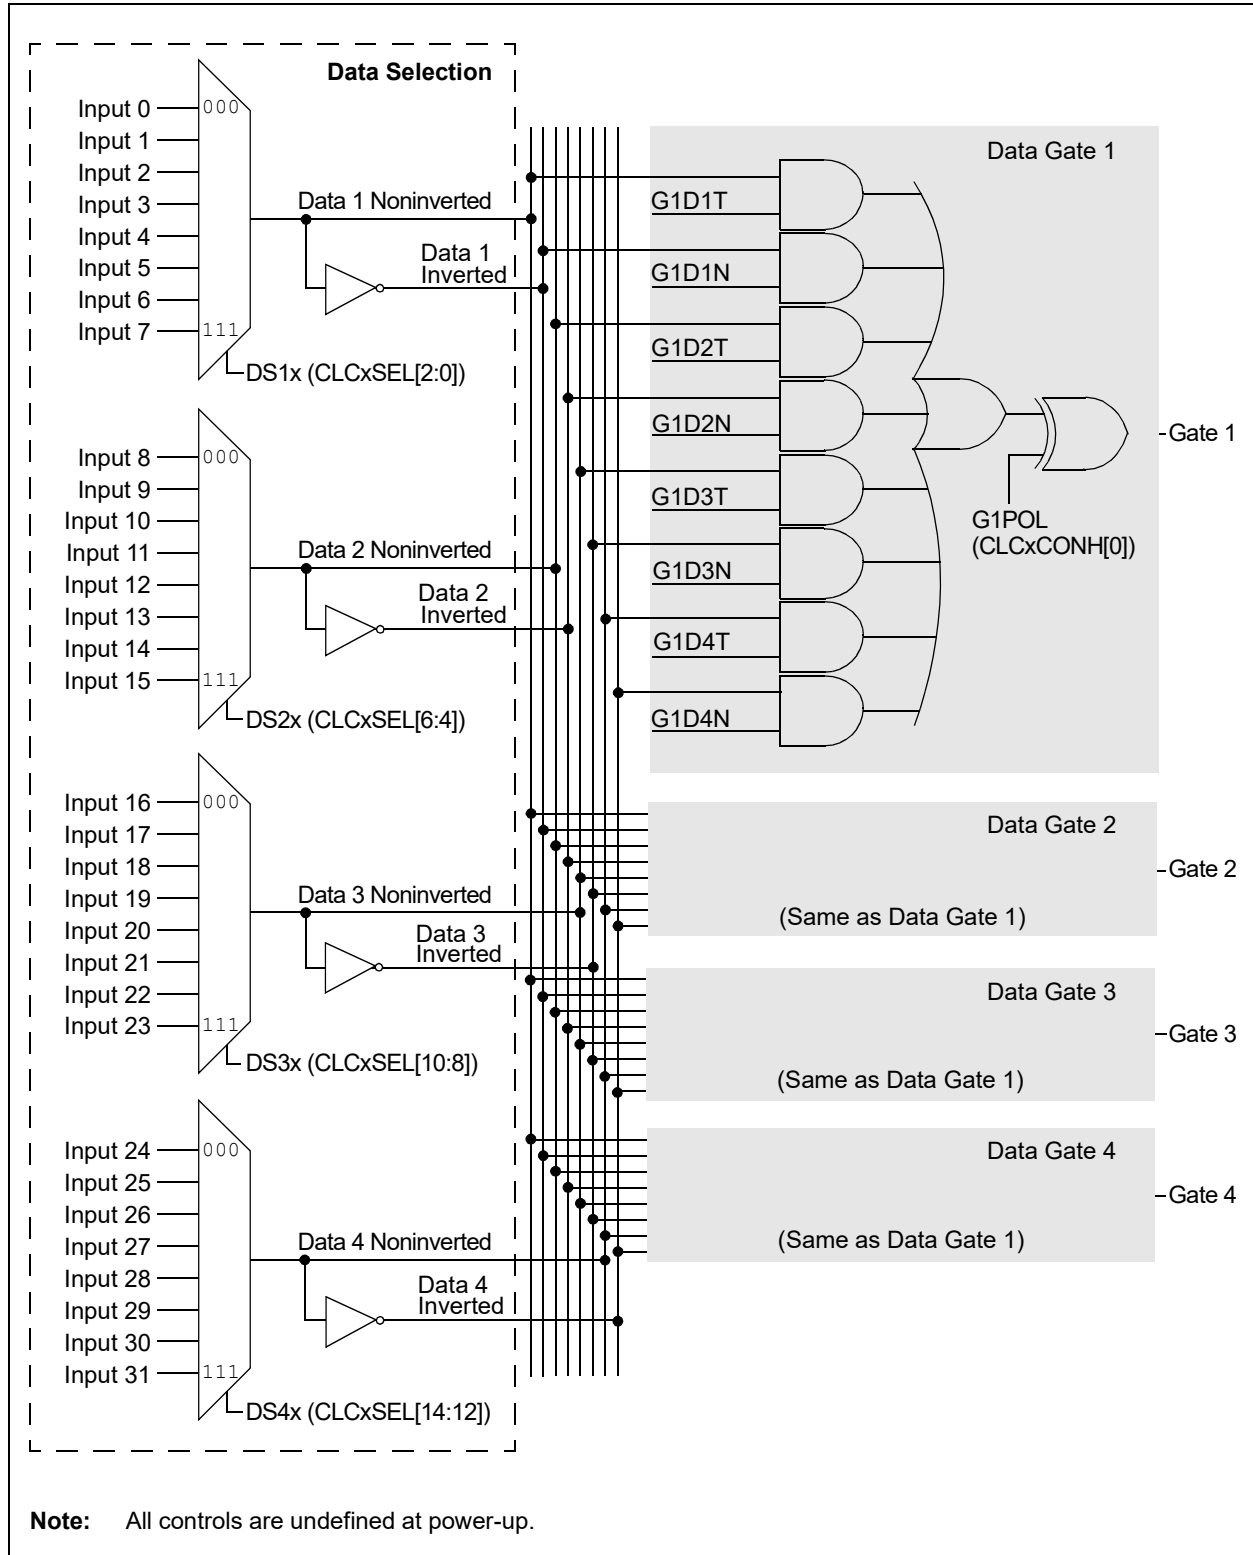 Data Selection
Input 0
000
Input 1
Input 2
Input 3
Input 4
Input 5
Input 6
Input 7
111
Data 1 Noninverted
Data 1
Inverted
DS1x (CLCxSEL[2:0])
Input 8
000
Input 9
Input 10
Input 11
Input 12
Input 13
Input 14
Input 15
111
Data 2 Noninverted
Data 2
Inverted
DS2x (CLCxSEL[6:4])
Input 16
000
Input 17
Input 18
Input 19
Input 20
Input 21
Input 22
Input 23
111
Data 3 Noninverted
Data 3
Inverted
DS3x (CLCxSEL[10:8])
Input 24
000
Input 25
Input 26
Input 27
Input 28
Input 29
Input 30
Input 31
111
Data 4 Noninverted
Data 4
Inverted
DS4x (CLCxSEL[14:12])
Data Gate 1
G1D1T
G1D1N
G1D2T
G1D2N
G1D3T
G1D3N
G1D4T
G1D4N
G1POL
(CLCxCONH[0])
Gate 1
Data Gate 2
(Same as Data Gate 1)
Gate 2
Data Gate 3
(Same as Data Gate 1)
Gate 3
Data Gate 4
(Same as Data Gate 1)
Gate 4
Note: All controls are undefined at power-up.